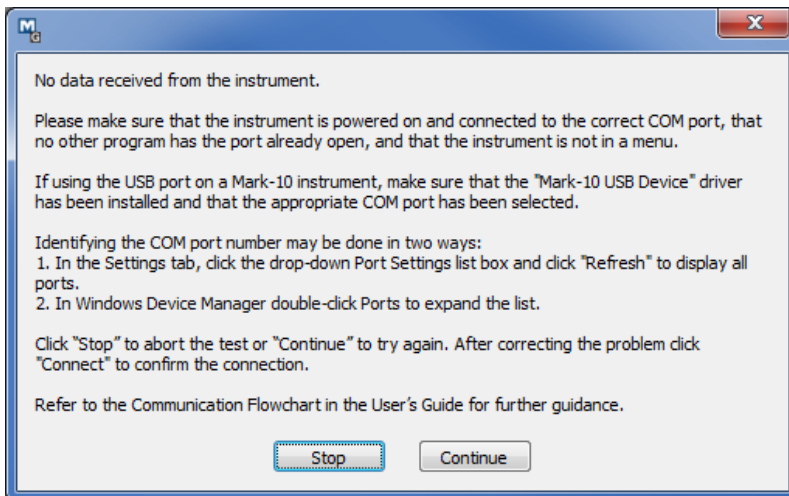 MG
No data received from the instrument.
Please make sure that the instrument is powered on and connected to the correct COM port, that
no other program has the port already open, and that the instrument is not in a menu.
If using the USB port on a Mark-10 instrument, make sure that the "Mark-10 USB Device" driver
has been installed and that the appropriate COM port has been selected.
Identifying the COM port number may be done in two ways:
1. In the Settings tab, click the drop-down Port Settings list box and click "Refresh" to display all
ports.
2. In Windows Device Manager double-click Ports to expand the list.
Click “Stop” to abort the test or “Continue” to try again. After correcting the problem click
"Connect" to confirm the connection.
Refer to the Communication Flowchart in the User’s Guide for further guidance.
Stop Continue